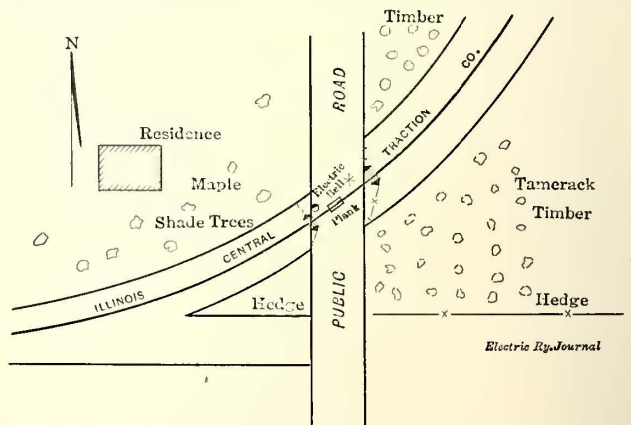 Timber
N
ROAD
CO.
TRACTION
Residence
Electric
Bell
Plank
Maple
Tamerack
Timber
Shade Trees
CENTRAL
ILLINOIS
Hedge
PUBLIC
Hedge
Electric Ry. Journal